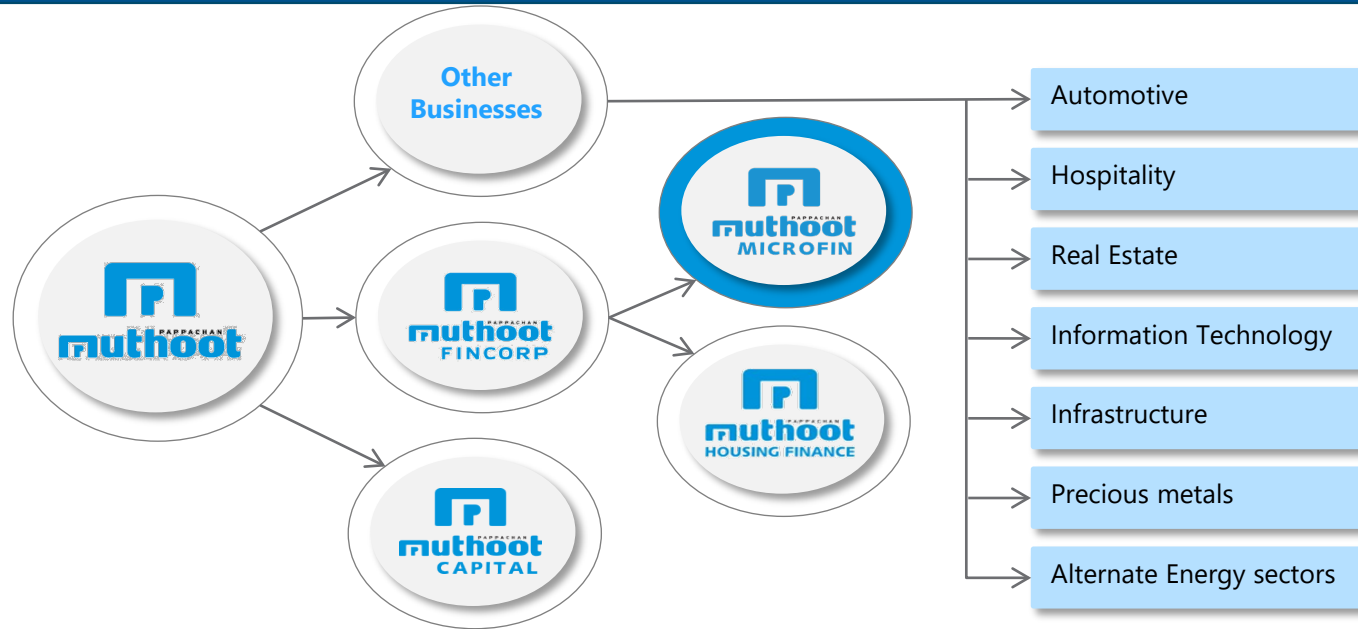 Other
Businesses
PAPPACHAN
muthoot
PAPPACHAN
muthoot
FINCORP
PAPPACHAN
muthoot
CAPITAL
PAPPACHAN
muthoot
MICROFIN
PAPPACHAN
muthoot
HOUSING FINANCE
Automotive
Hospitality
Real Estate
Information Technology
Infrastructure
Precious metals
Alternate Energy sectors